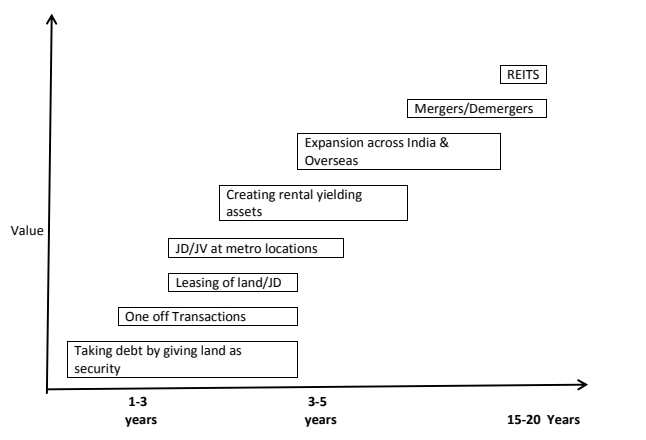 REITS
Mergers/Demergers
Expansion across India &
Overseas
Creating rental yielding
assets
Value
JD/JV at metro locations
Leasing of land/JD
One off Transactions
Taking debt by giving land as
security
1-3
years
3-5
years
15-20 Years